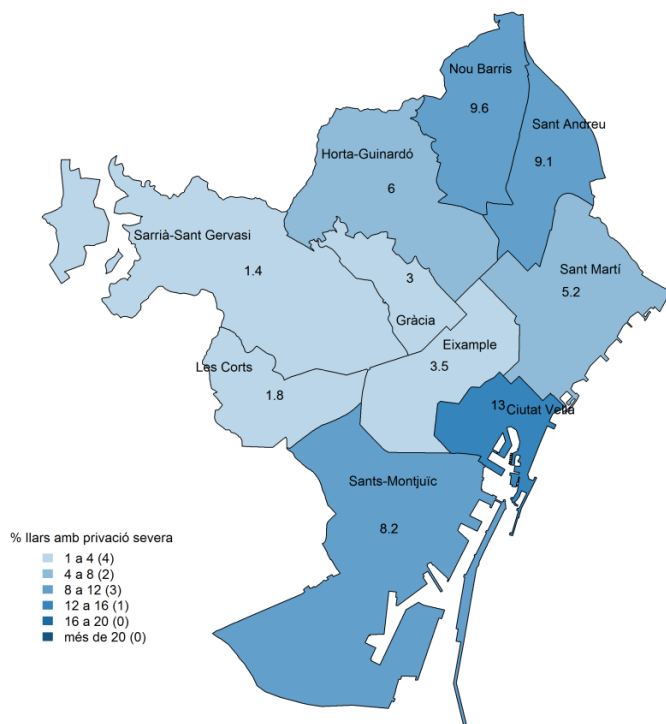 Nou Barris
9.6
Sant Andreu
9.1
Horta-Guinardó
6
Sarrià-Sant Gervasi
1.4
3
Gràcia
Sant Martí
5.2
Eixample
3.5
Les Corts
1.8
13
Ciutat Vella
Sants-Montjuïc
8.2
% llars amb privació severa
1 a 4 (4)
4 a 8 (2)
8 a 12 (3)
12 a 16 (1)
16 a 20 (0)
més de 20 (0)